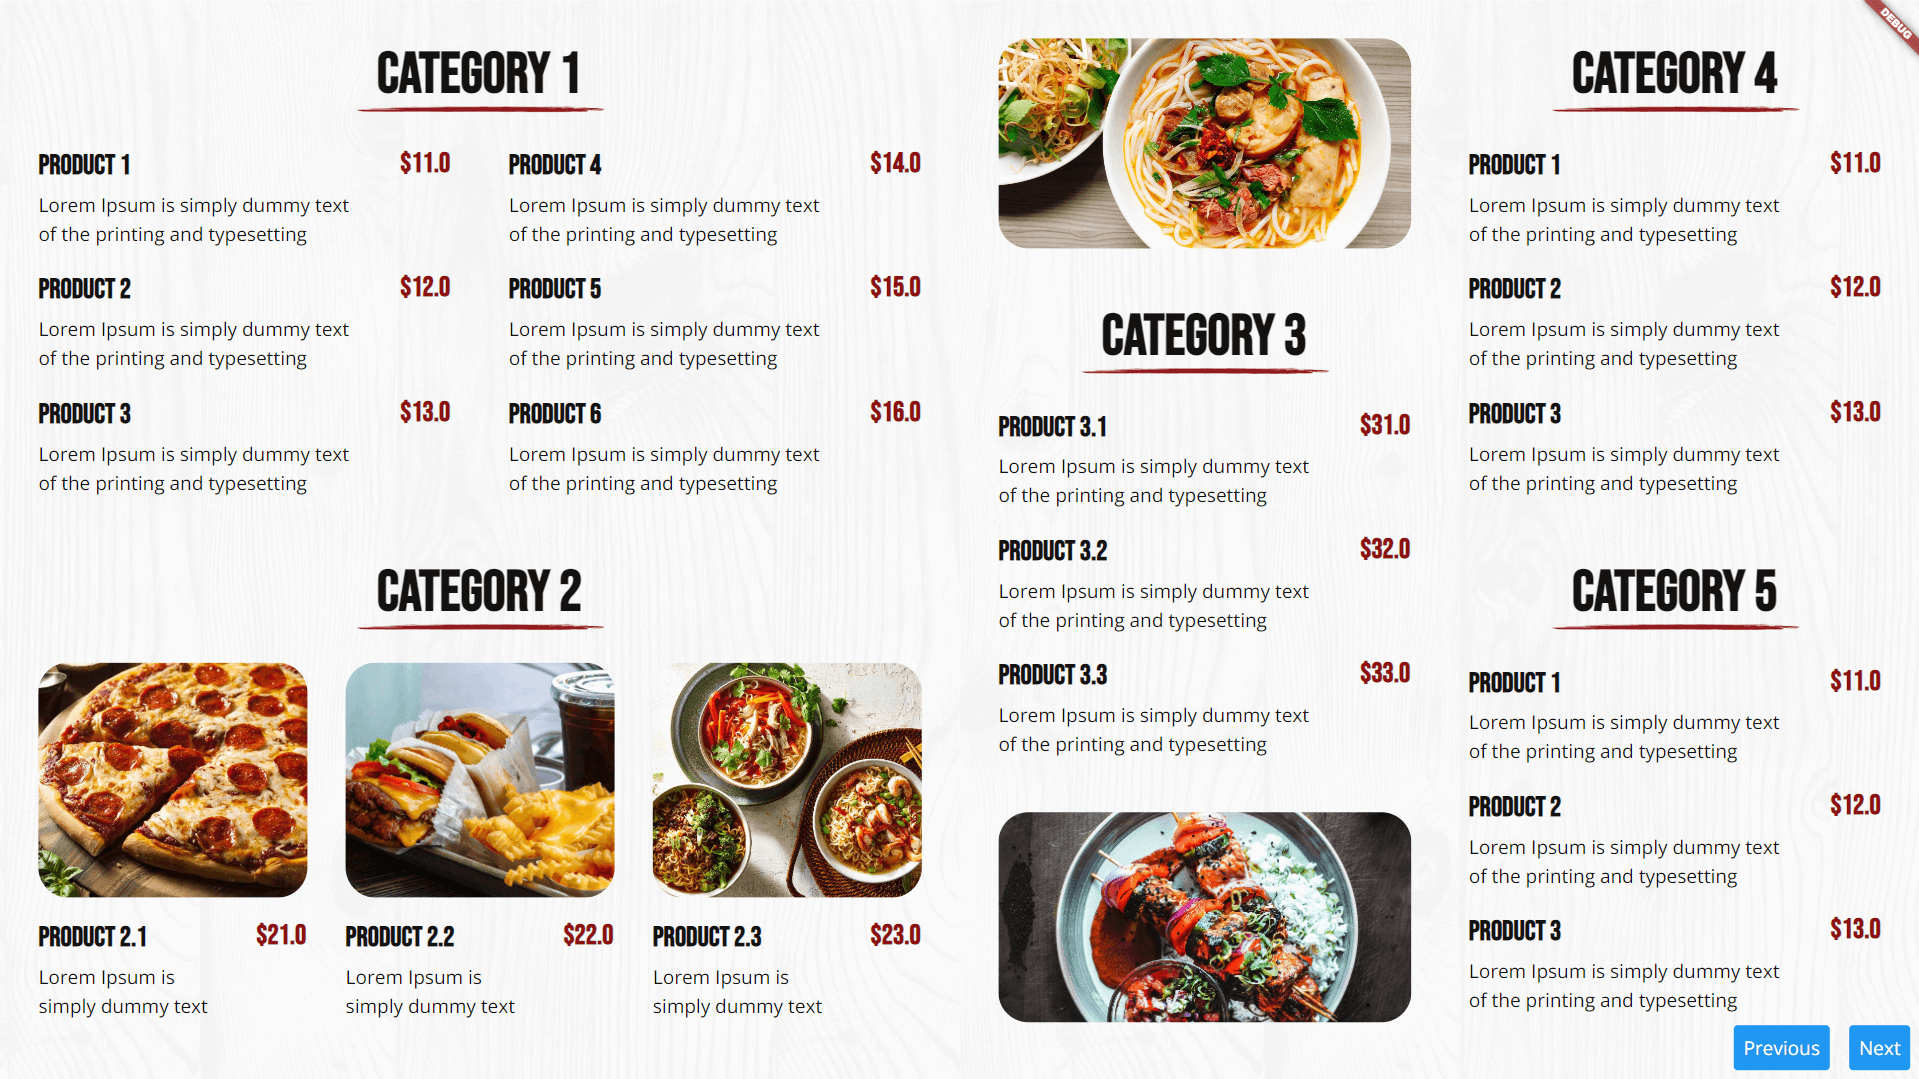 CATEGORY 1
PRODUCT 1 $11.0
Lorem Ipsum is simply dummy text
of the printing and typesetting
PRODUCT 2 $12.0
Lorem Ipsum is simply dummy text
of the printing and typesetting
PRODUCT 3 $13.0
Lorem Ipsum is simply dummy text
of the printing and typesetting
PRODUCT 4 $14.0
Lorem Ipsum is simply dummy text
of the printing and typesetting
PRODUCT 5 $15.0
Lorem Ipsum is simply dummy text
of the printing and typesetting
PRODUCT 6 $16.0
Lorem Ipsum is simply dummy text
of the printing and typesetting
CATEGORY 2
PRODUCT 2.1 $21.0
Lorem Ipsum is
simply dummy text
PRODUCT 2.2 $22.0
Lorem Ipsum is
simply dummy text
PRODUCT 2.3 $23.0
Lorem Ipsum is
simply dummy text
CATEGORY 3
PRODUCT 3.1 $31.0
Lorem Ipsum is simply dummy text
of the printing and typesetting
PRODUCT 3.2 $32.0
Lorem Ipsum is simply dummy text
of the printing and typesetting
PRODUCT 3.3 $33.0
Lorem Ipsum is simply dummy text
of the printing and typesetting
CATEGORY 4
PRODUCT 1 $11.0
Lorem Ipsum is simply dummy text
of the printing and typesetting
PRODUCT 2 $12.0
Lorem Ipsum is simply dummy text
of the printing and typesetting
PRODUCT 3 $13.0
Lorem Ipsum is simply dummy text
of the printing and typesetting
CATEGORY 5
PRODUCT 1 $11.0
Lorem Ipsum is simply dummy text
of the printing and typesetting
PRODUCT 2 $12.0
Lorem Ipsum is simply dummy text
of the printing and typesetting
PRODUCT 3 $13.0
Lorem Ipsum is simply dummy text
of the printing and typesetting
Previous Next
DEBUG